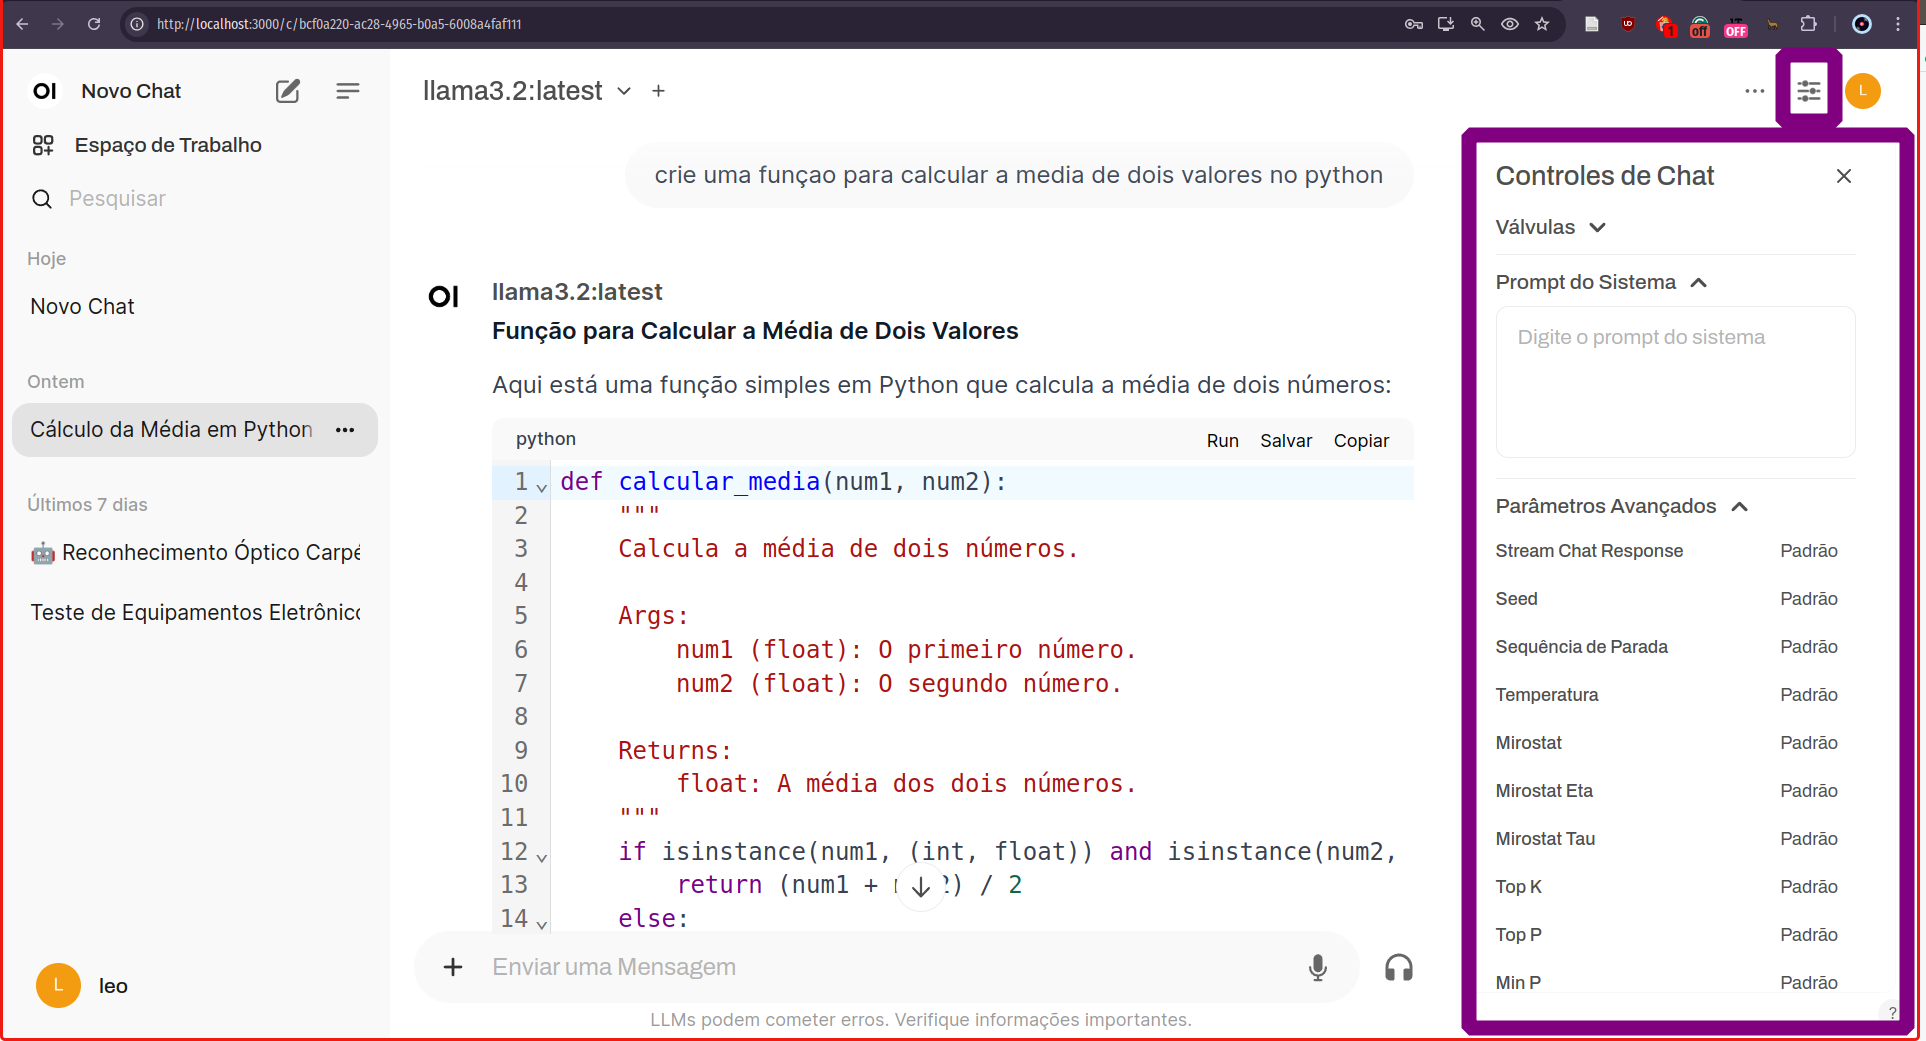 http://localhost:3000/c/bcf0a220-ac28-4965-b0a5-6008a4faf111
1
off
OFF
OI Novo Chat
Espaço de Trabalho
Pesquisar
Hoje
Novo Chat
Ontem
Cálculo da Média em Python
Últimos 7 dias
Reconhecimento Óptico Carpé
Teste de Equipamentos Eletrônico
L leo
llama3.2:latest
L
crie uma funçao para calcular a media de dois valores no python
OI llama3.2:latest
Função para Calcular a Média de Dois Valores
Aqui está uma função simples em Python que calcula a média de dois números:
python Run Salvar Copiar
1 def calcular_media(num1, num2):
2 """
3 Calcula a média de dois números.
4
5 Args:
6 num1 (float): O primeiro número.
7 num2 (float): O segundo número.
8
9 Returns:
10 float: A média dos dois números.
11 """
12 if isinstance(num1, (int, float)) and isinstance(num2,
13 return (num1 + ) / 2
14 else:
Enviar uma Mensagem
LLMs podem cometer erros. Verifique informações importantes.
Controles de Chat
Válvulas
Prompt do Sistema
Digite o prompt do sistema
Parâmetros Avançados
Stream Chat Response Padrão
Seed Padrão
Sequência de Parada Padrão
Temperatura Padrão
Mirostat Padrão
Mirostat Eta Padrão
Mirostat Tau Padrão
Top K Padrão
Top P Padrão
Min P Padrão
?